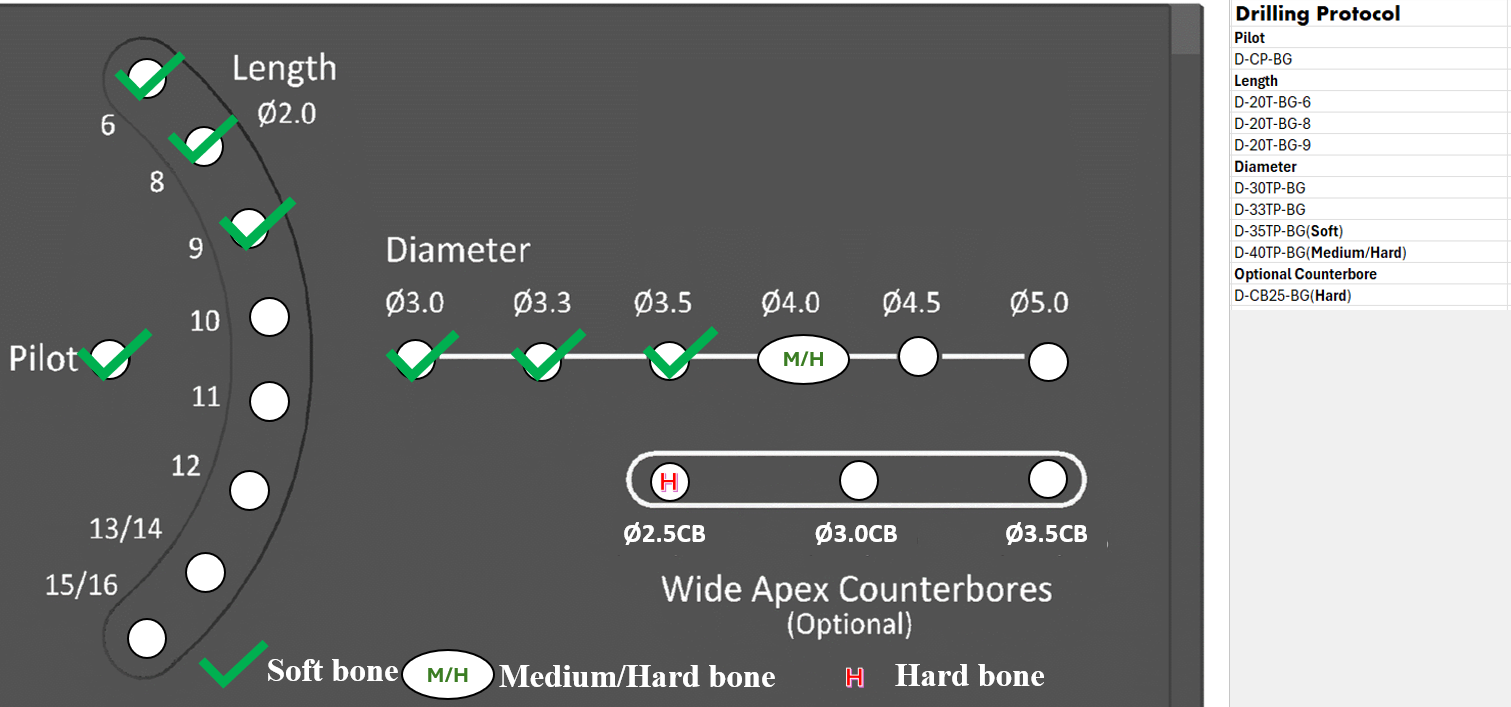 Length
Ø2.0
6
8
9
10
Pilot
11
12
13/14
15/16
Diameter
Ø3.0 Ø3.3 Ø3.5 Ø4.0 Ø4.5 Ø5.0
M/H
H
Ø2.5CB Ø3.0CB Ø3.5CB
Wide Apex Counterbores
(Optional)
Soft bone M/H Medium/Hard bone H Hard bone
Drilling Protocol
Pilot
D-CP-BG
Length
D-20T-BG-6
D-20T-BG-8
D-20T-BG-9
Diameter
D-30TP-BG
D-33TP-BG
D-35TP-BG(Soft)
D-40TP-BG(Medium/Hard)
Optional Counterbore
D-CB25-BG(Hard)